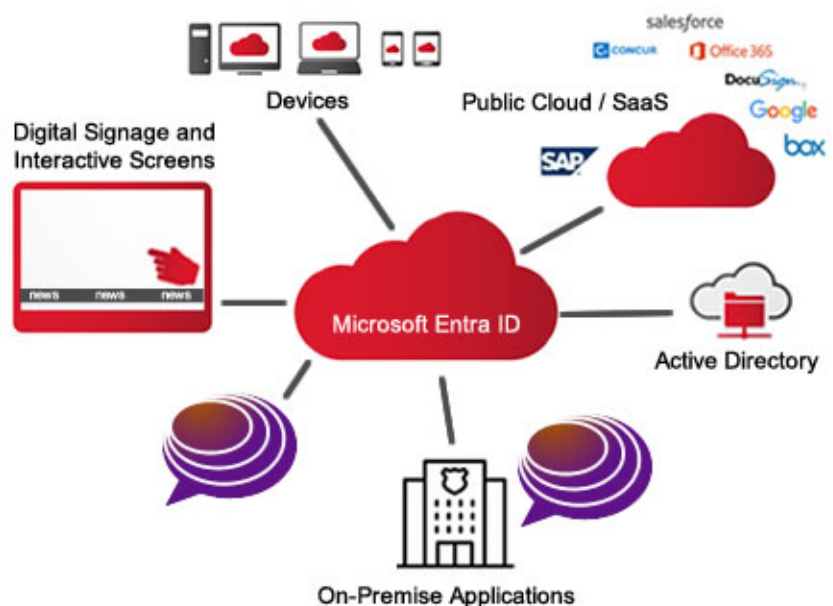 salesforce
C. CONCUR
Office 365
Devices
Public Cloud / SaaS
DocuSign
Google
box
Digital Signage and
Interactive Screens
SAP
news news news
Microsoft Entra ID
Active Directory
On-Premise Applications